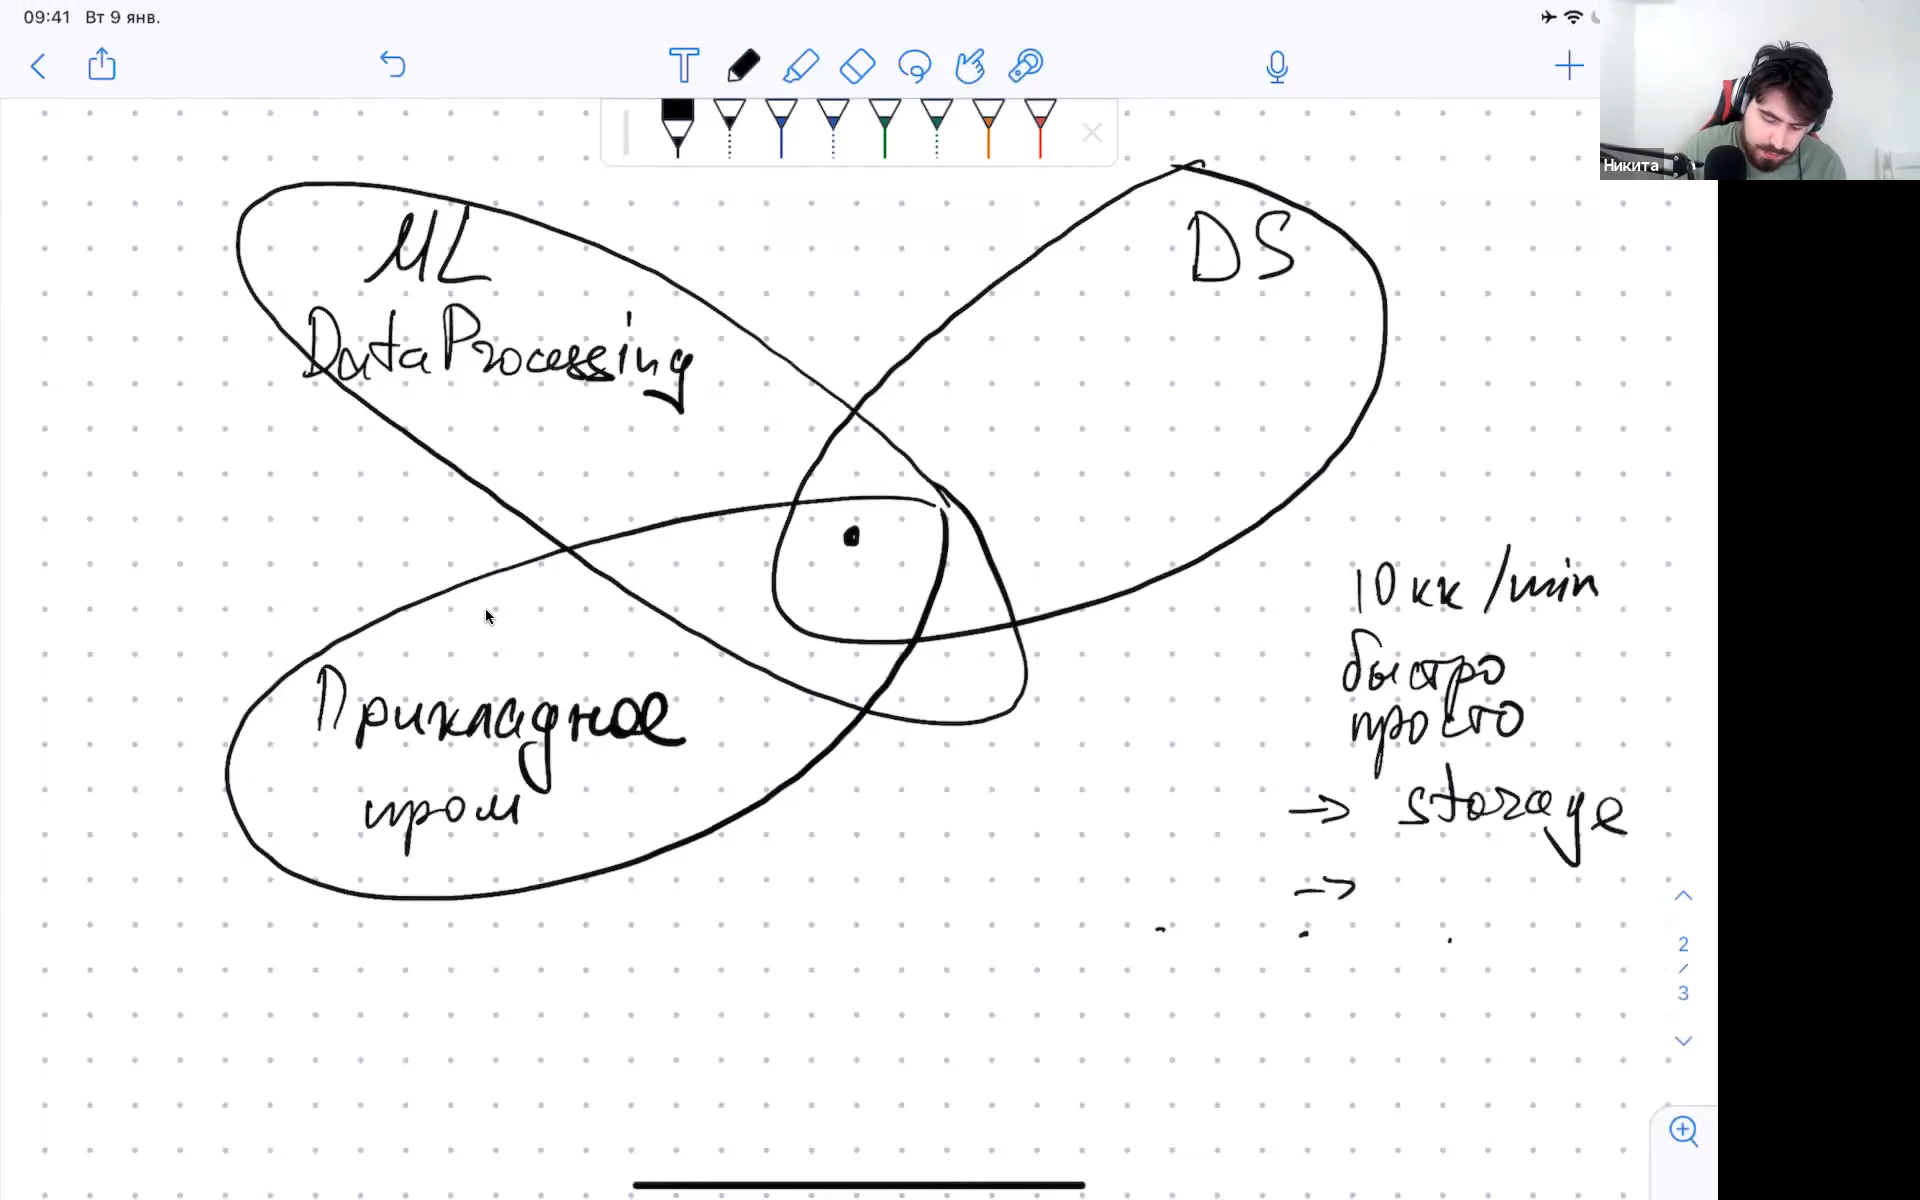 09:41 Вт 9 янв.
Никита
ML
DataProcessing
DS
Прикладное
пром
10кк/min
быстро
просто
→ storage
→
2
/
3